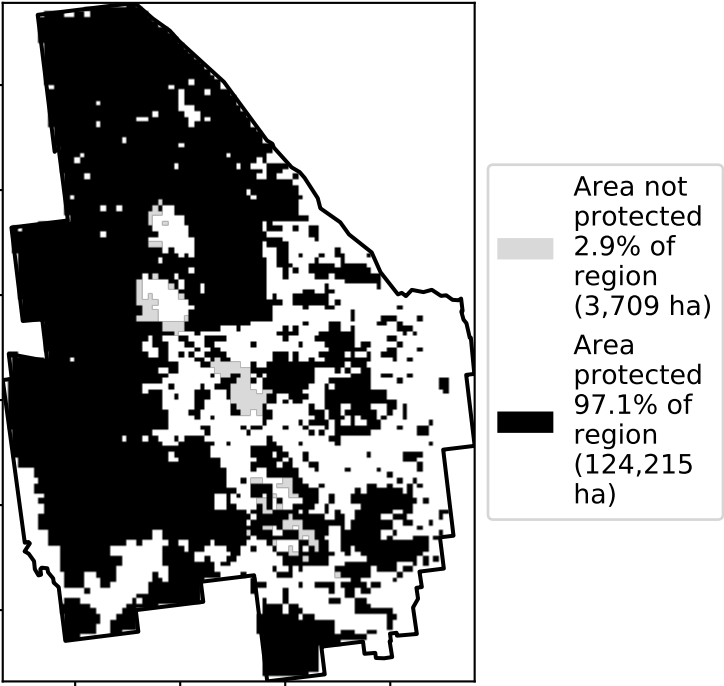 Area not
protected
2.9% of
region
(3,709 ha)
Area
protected
97.1% of
region
(124,215
ha)